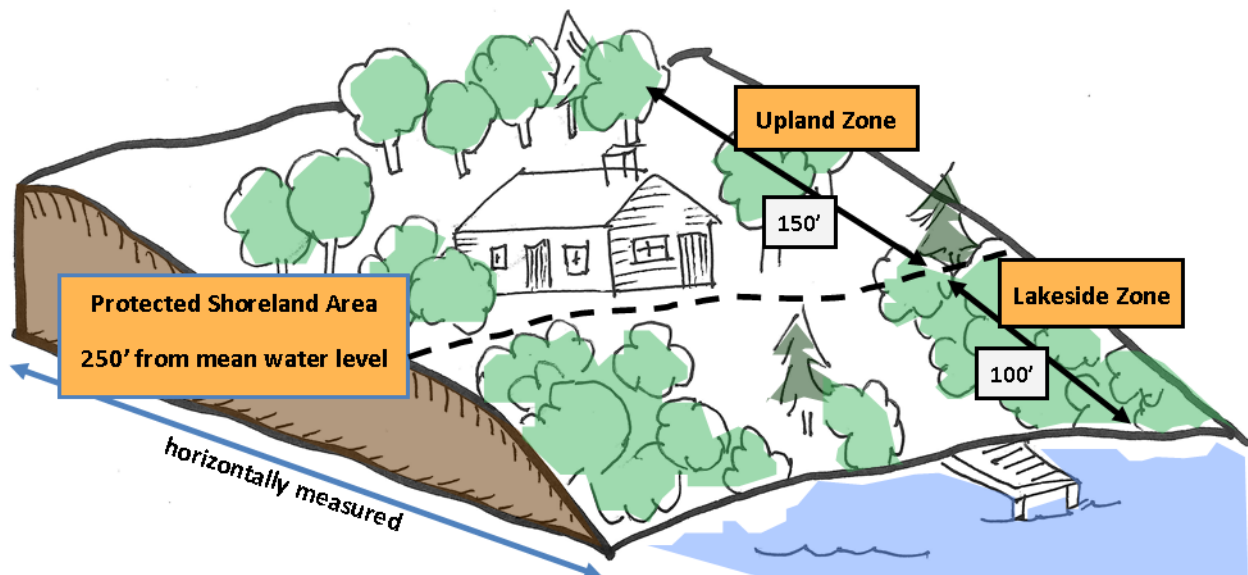 Upland Zone
150’
Lakeside Zone
100’
Protected Shoreland Area
250’ from mean water level
horizontally measured